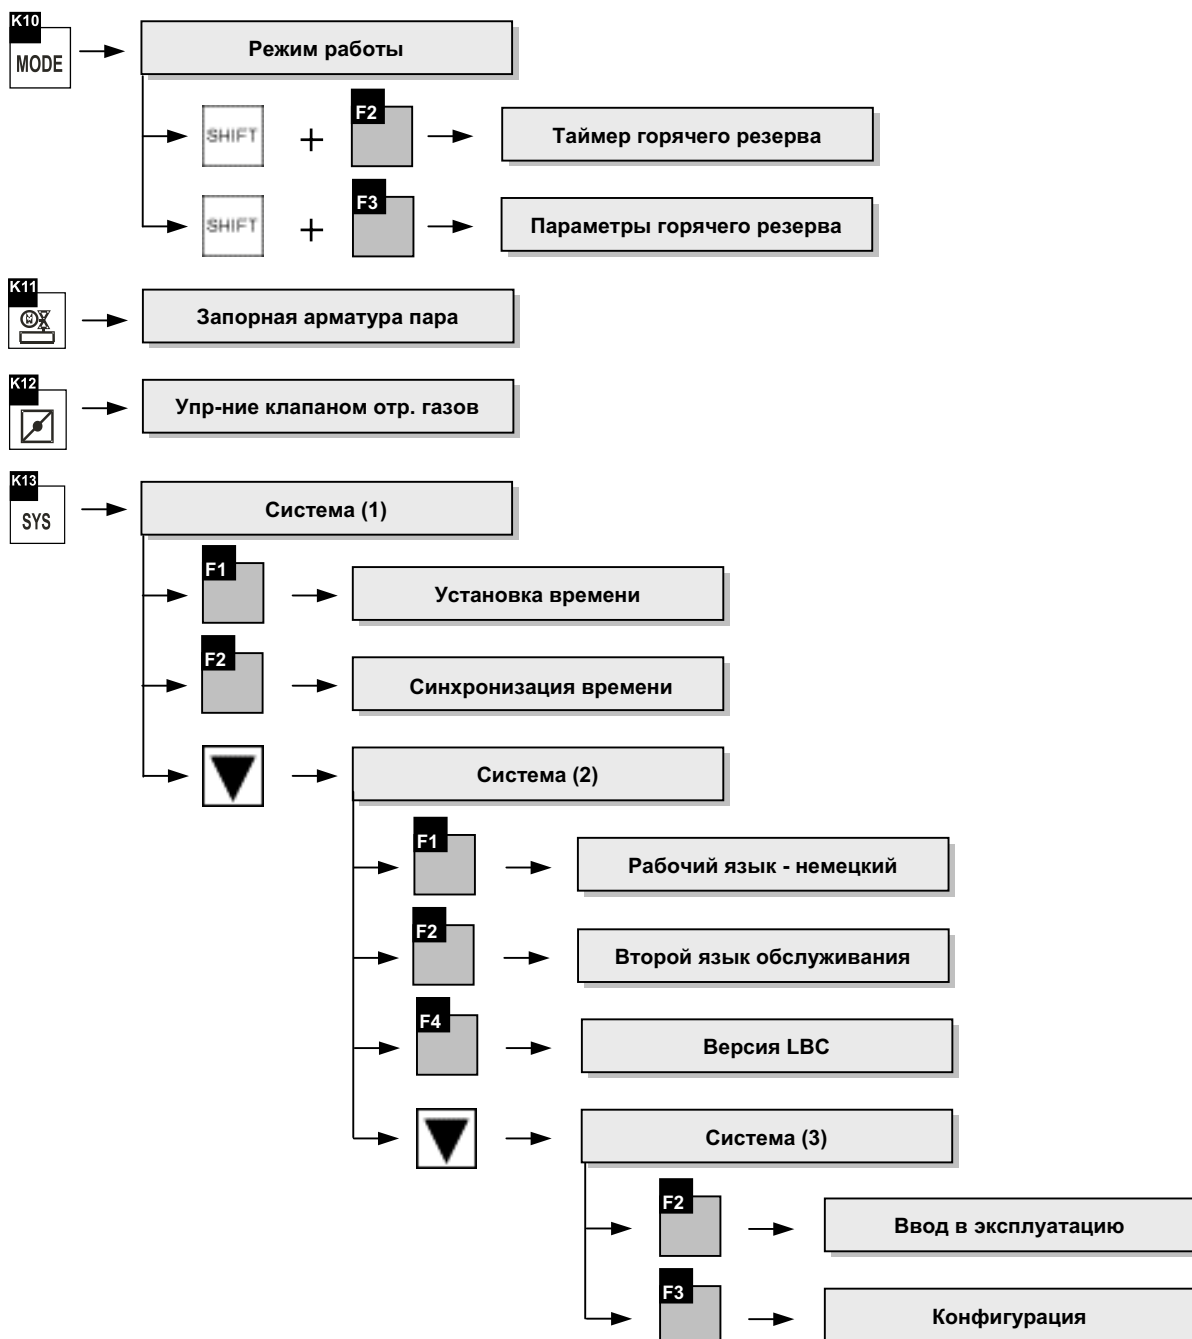 K10
MODE
Режим работы
SHIFT + F2
Таймер горячего резерва
SHIFT + F3
Параметры горячего резерва
K11
Запорная арматура пара
K12
Упр-ние клапаном отр. газов
K13
SYS
Система (1)
F1
Установка времени
F2
Синхронизация времени
Система (2)
F1
Рабочий язык - немецкий
F2
Второй язык обслуживания
F4
Версия LBC
Система (3)
F2
Ввод в эксплуатацию
F3
Конфигурация